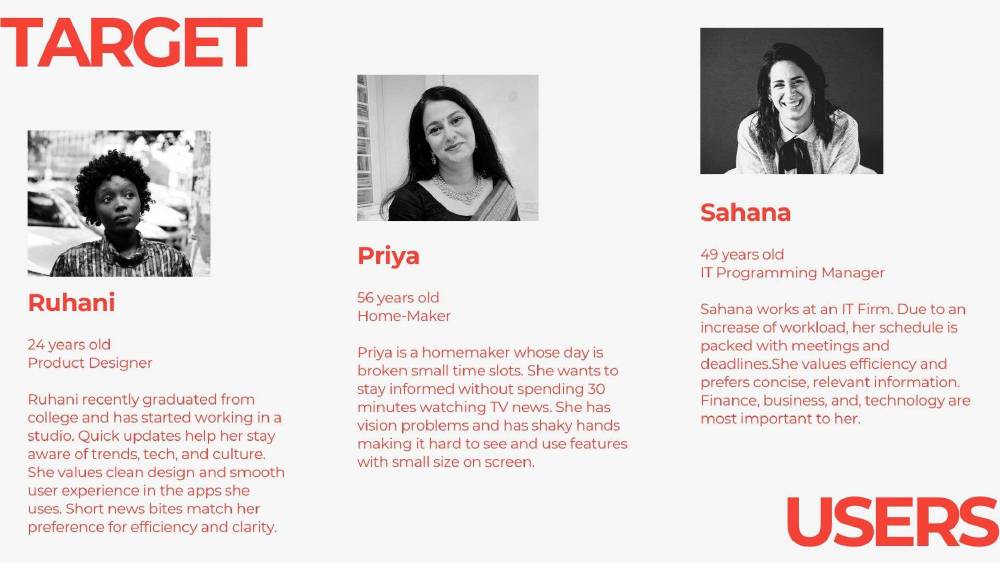 TARGET
Ruhani
24 years old
Product Designer
Ruhani recently graduated from
college and has started working in a
studio. Quick updates help her stay
aware of trends, tech, and culture.
She values clean design and smooth
user experience in the apps she
uses. Short news bites match her
preference for efficiency and clarity.
Priya
56 years old
Home-Maker
Priya is a homemaker whose day is
broken small time slots. She wants to
stay informed without spending 30
minutes watching TV news. She has
vision problems and has shaky hands
making it hard to see and use features
with small size on screen.
Sahana
49 years old
IT Programming Manager
Sahana works at an IT Firm. Due to an
increase of workload, her schedule is
packed with meetings and
deadlines.She values efficiency and
prefers concise, relevant information.
Finance, business, and, technology are
most important to her.
USERS